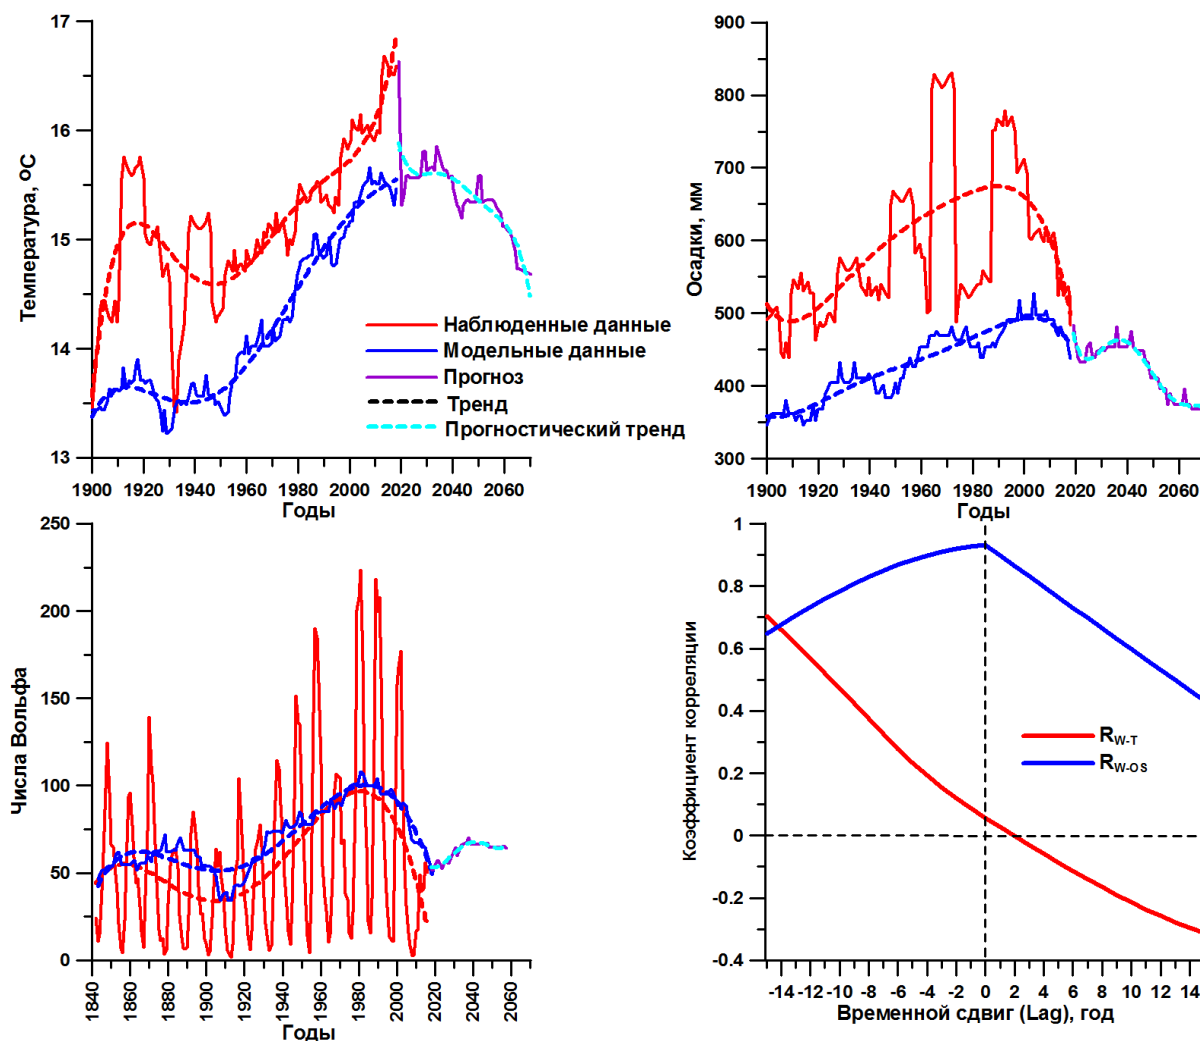 Температура, ºC
17
16
15
14
13
1900 1920 1940 1960 1980 2000 2020 2040 2060
Годы
Наблюденные данные
Модельные данные
Прогноз
Тренд
Прогностический тренд
Осадки, мм
900
800
700
600
500
400
300
1900 1920 1940 1960 1980 2000 2020 2040 2060
Годы
Числа Вольфа
250
200
150
100
50
0
1840 1860 1880 1900 1920 1940 1960 1980 2000 2020 2040 2060
Годы
Коэффициент корреляции
1
0.8
0.6
0.4
0.2
0
-0.2
-0.4
R W-T
R W-OS
-14 -12 -10 -8 -6 -4 -2 0 2 4 6 8 10 12 14
Временной сдвиг (Lag), год